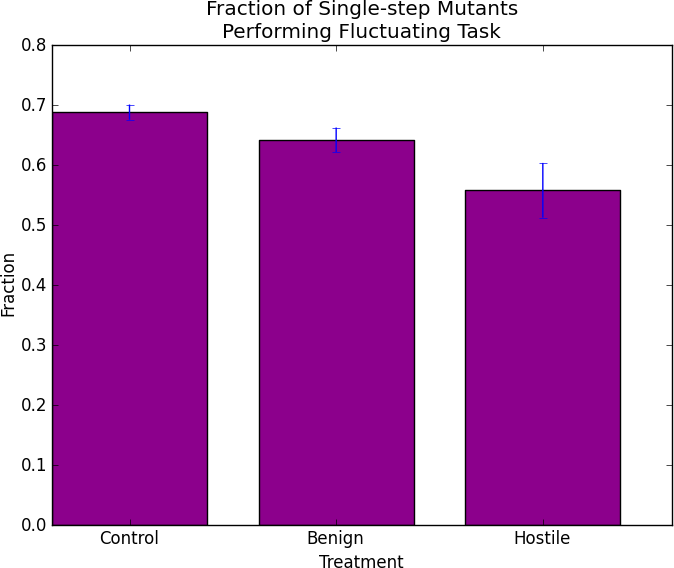 Fraction of Single-step Mutants
Performing Fluctuating Task
0.8
0.7
0.6
0.5
0.4
0.3
0.2
0.1
0.0
Fraction
Control Benign Hostile
Treatment